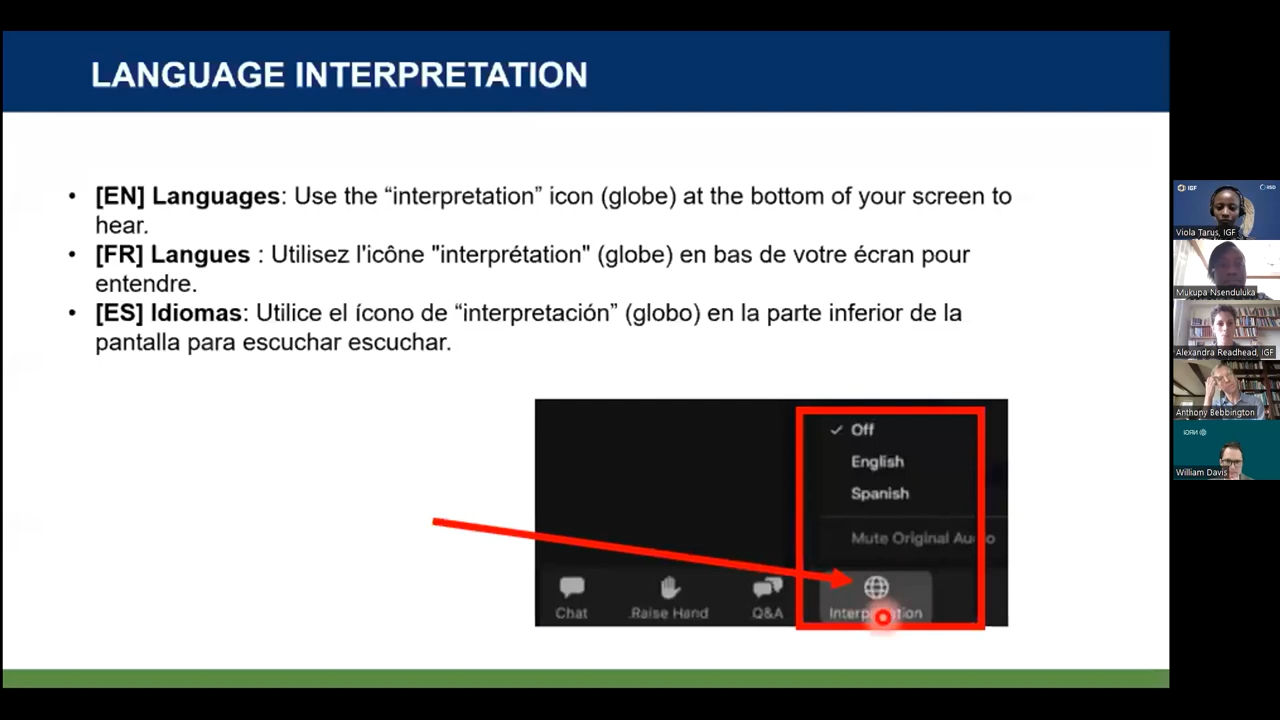 LANGUAGE INTERPRETATION
• [EN] Languages: Use the “interpretation” icon (globe) at the bottom of your screen to
hear.
• [FR] Langues : Utilisez l'icône "interprétation" (globe) en bas de votre écran pour
entendre.
• [ES] Idiomas: Utilice el ícono de “interpretación” (globo) en la parte inferior de la
pantalla para escuchar escuchar.
Off
English
Spanish
Mute Original Audio
Chat
Raise Hand
Q&A
Interpretation
IGF
Viola Tarus, IGF
Mukupa Nsenduluka
Alexandra Readhead, IGF
Anthony Bebbington
William Davis